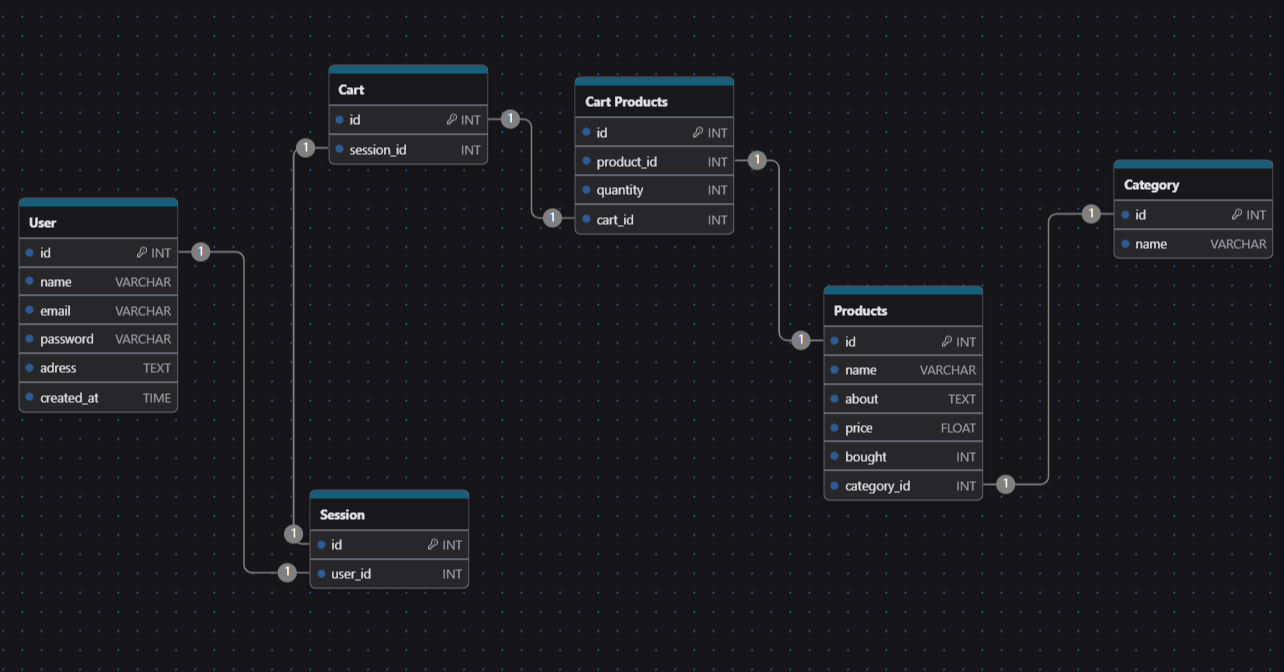 User
id INT
name VARCHAR
email VARCHAR
password VARCHAR
adress TEXT
created_at TIME
1
Cart
id INT
session_id INT
1
1
Session
id INT
user_id INT
1
1
Cart Products
id INT
product_id INT
quantity INT
cart_id INT
1
1
Products
id INT
name VARCHAR
about TEXT
price FLOAT
bought INT
category_id INT
1
1
Category
id INT
name VARCHAR
1